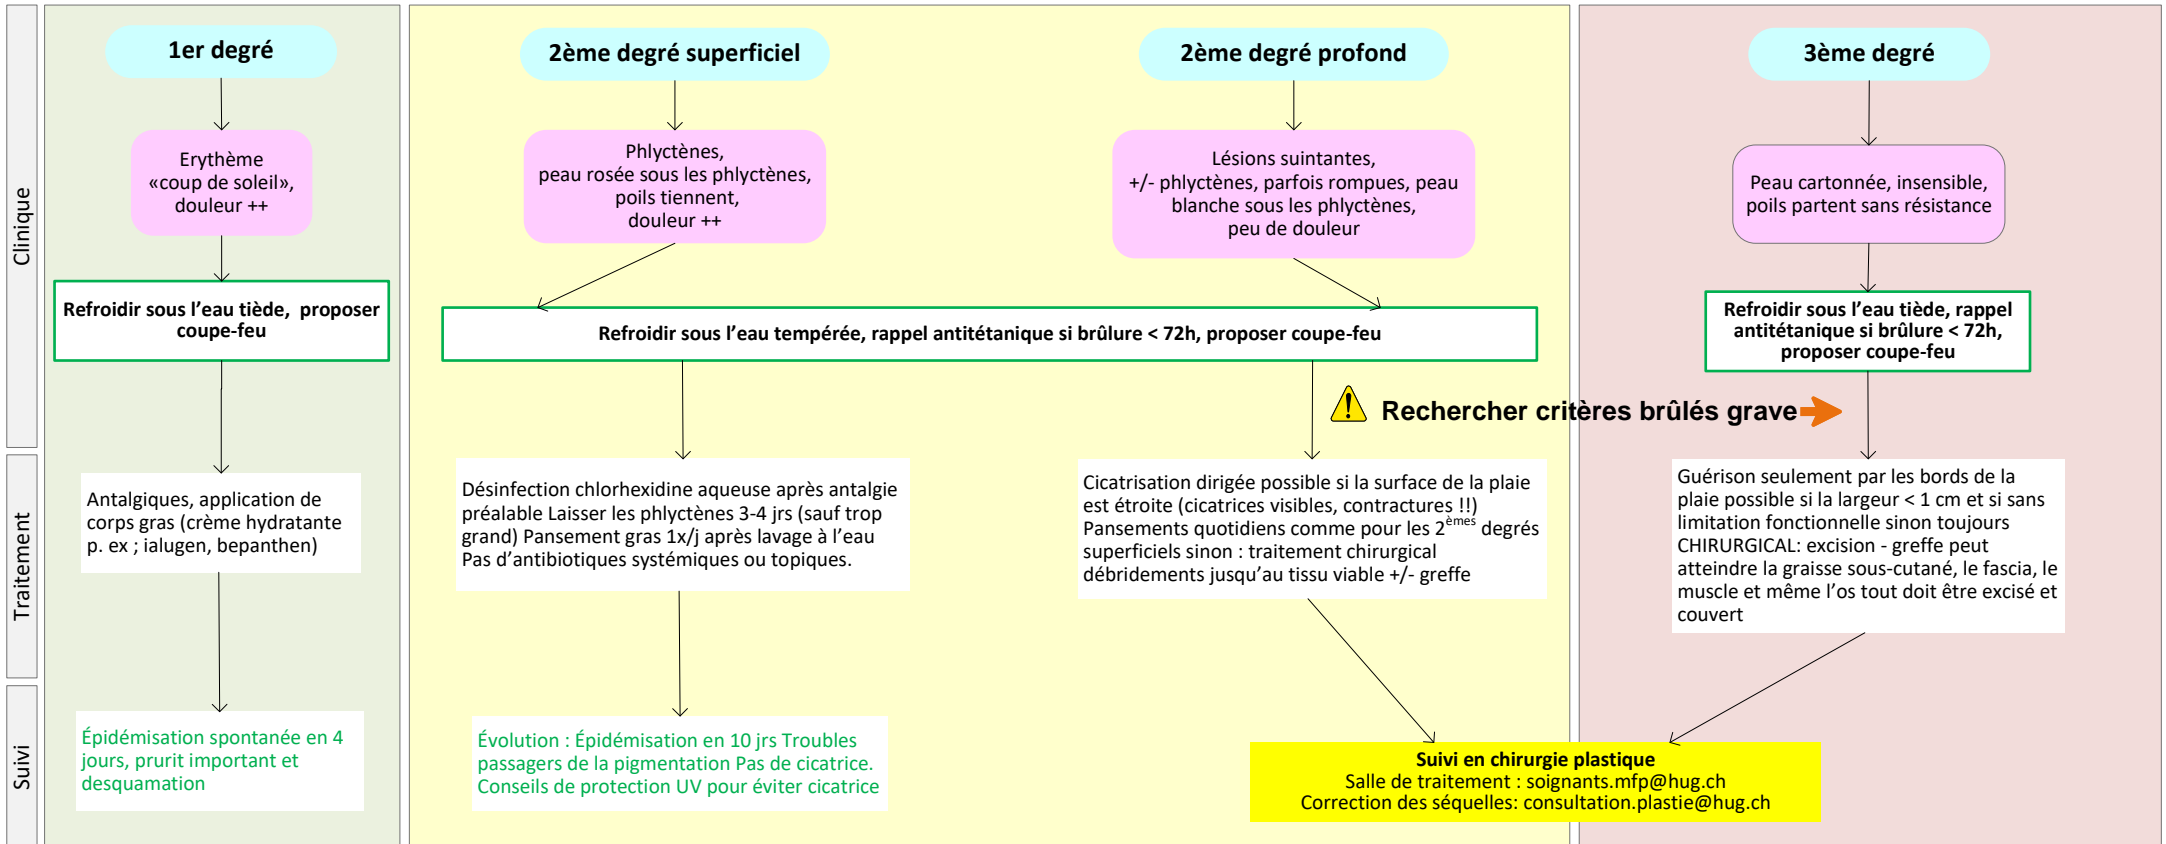 Clinique
Traitement
Suivi
1er degré
Erythème
«coup de soleil»,
douleur ++
Refroidir sous l’eau tiède, proposer
coupe-feu
Antalgiques, application de
corps gras (crème hydratante
p. ex ; ialugen, bepanthen)
Épidémisation spontanée en 4
jours, prurit important et
desquamation
2ème degré superficiel
Phlyctènes,
peau rosée sous les phlyctènes,
poils tiennent,
douleur ++
2ème degré profond
Lésions suintantes,
+/- phlyctènes, parfois rompues, peau
blanche sous les phlyctènes,
peu de douleur
Refroidir sous l’eau tempérée, rappel antitétanique si brûlure < 72h, proposer coupe-feu
Rechercher critères brûlés grave
Désinfection chlorhexidine aqueuse après antalgie
préalable Laisser les phlyctènes 3-4 jrs (sauf trop
grand) Pansement gras 1x/j après lavage à l’eau
Pas d’antibiotiques systémiques ou topiques.
Évolution : Épidémisation en 10 jrs Troubles
passagers de la pigmentation Pas de cicatrice.
Conseils de protection UV pour éviter cicatrice
Cicatrisation dirigée possible si la surface de la plaie
est étroite (cicatrices visibles, contractures !!)
Pansements quotidiens comme pour les 2èmes degrés
superficiels sinon : traitement chirurgical
débridements jusqu’au tissu viable +/- greffe
3ème degré
Peau cartonnée, insensible,
poils partent sans résistance
Refroidir sous l’eau tiède, rappel
antitétanique si brûlure < 72h,
proposer coupe-feu
Guérison seulement par les bords de la
plaie possible si la largeur < 1 cm et si sans
limitation fonctionnelle sinon toujours
CHIRURGICAL: excision - greffe peut
atteindre la graisse sous-cutané, le fascia, le
muscle et même l’os tout doit être excisé et
couvert
Suivi en chirurgie plastique
Salle de traitement : soignants.mfp@hug.ch
Correction des séquelles: consultation.plastie@hug.ch